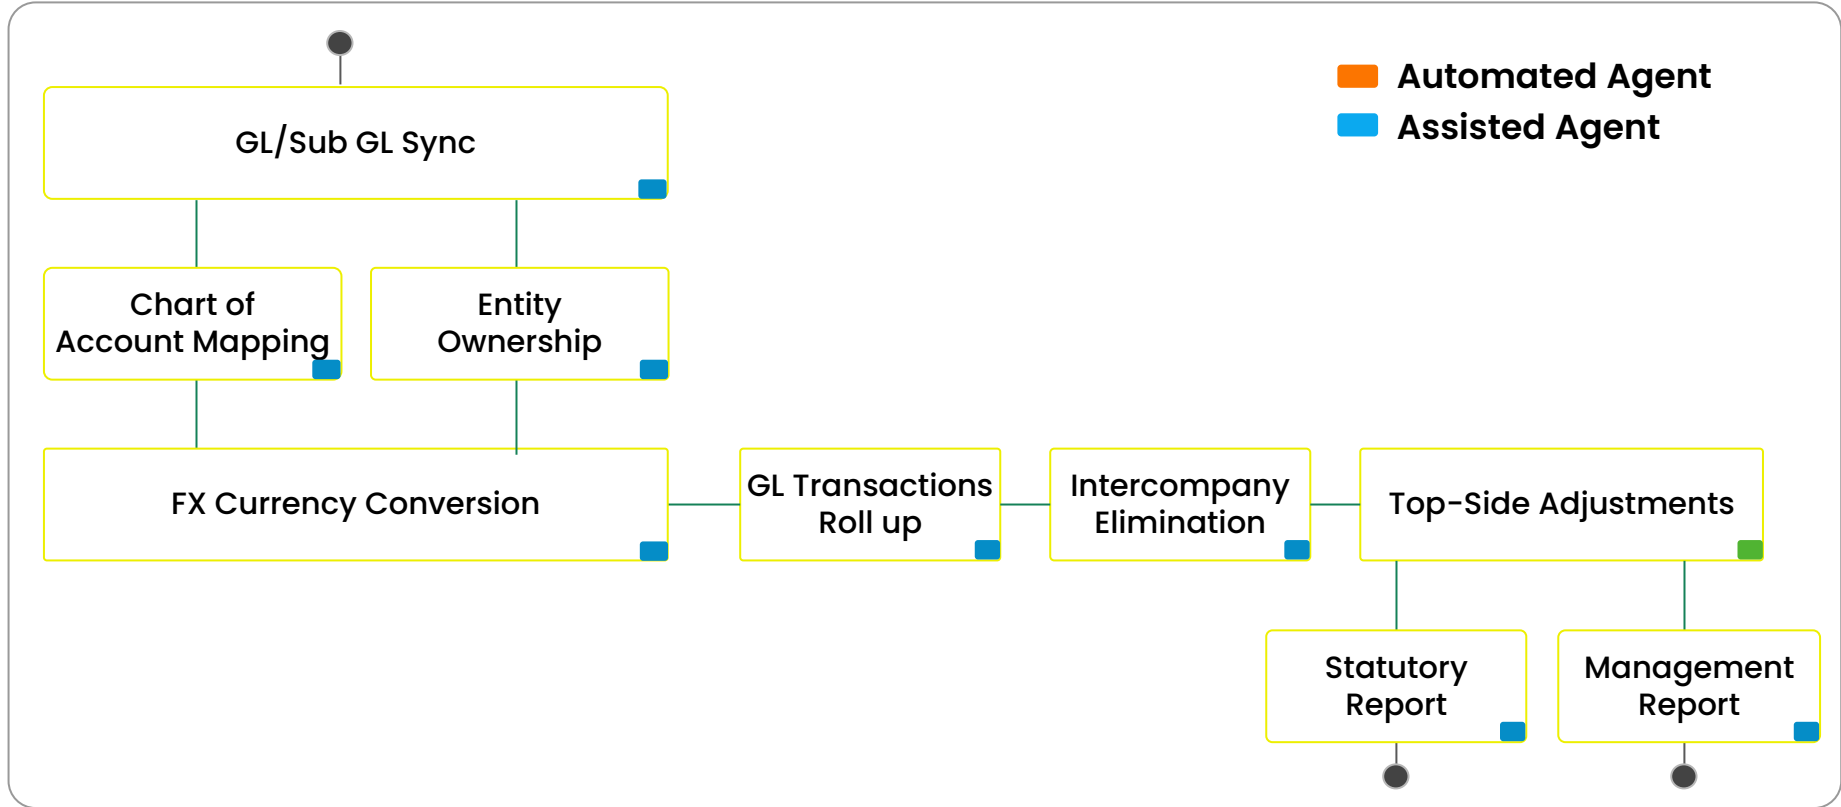 Automated Agent
Assisted Agent
GL/Sub GL Sync
Chart of
Account Mapping
Entity
Ownership
FX Currency Conversion
GL Transactions
Roll up
Intercompany
Elimination
Top-Side Adjustments
Statutory
Report
Management
Report